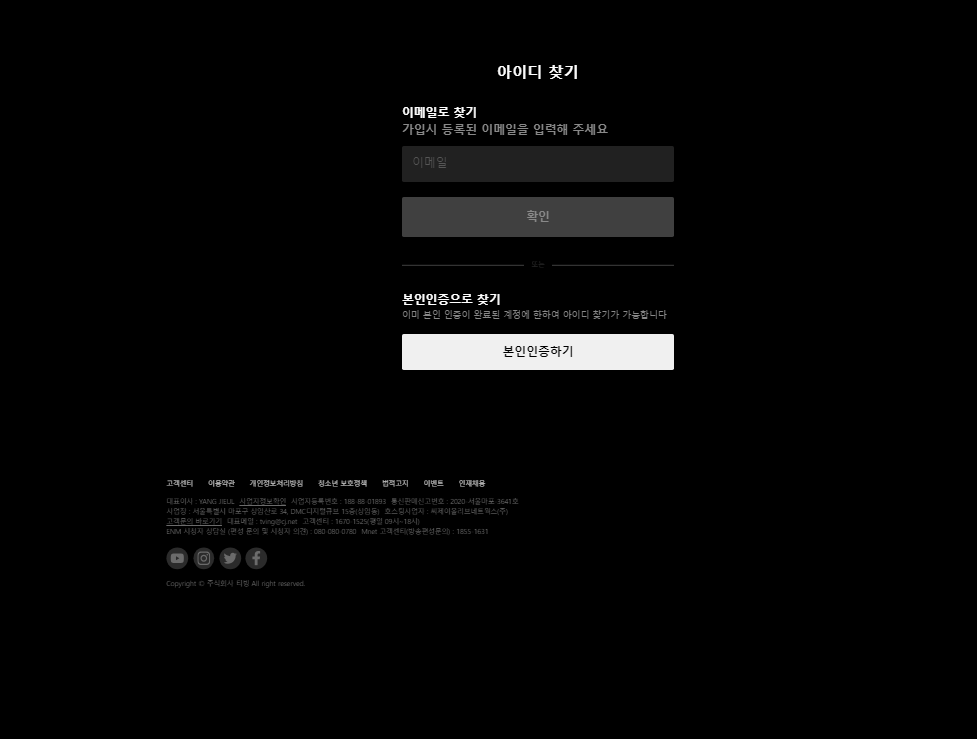 아이디 찾기
이메일로 찾기
가입시 등록된 이메일을 입력해 주세요
이메일
확인
또는
본인인증으로 찾기
이미 본인 인증이 완료된 계정에 한하여 아이디 찾기가 가능합니다
본인인증하기
고객센터 이용약관 개인정보처리방침 청소년 보호정책 법적고지 이벤트 인재채용
대표이사 : YANG JIEUL 사업자정보확인 사업자등록번호 : 188-88-01893 통신판매신고번호 : 2020-서울마포-3641호
사업장 : 서울특별시 마포구 상암산로 34, DMC디지털큐브 15층(상암동) 호스팅사업자 : 씨제이올리브네트웍스(주)
고객문의 바로가기 대표메일 : tving@cj.net 고객센터 : 1670-1525(평일 09시~18시)
ENM 시청자 상담실 (편성 문의 및 시청자 의견) : 080-080-0780 Mnet 고객센터(방송편성문의) : 1855-1631
Copyright © 주식회사 티빙 All right reserved.